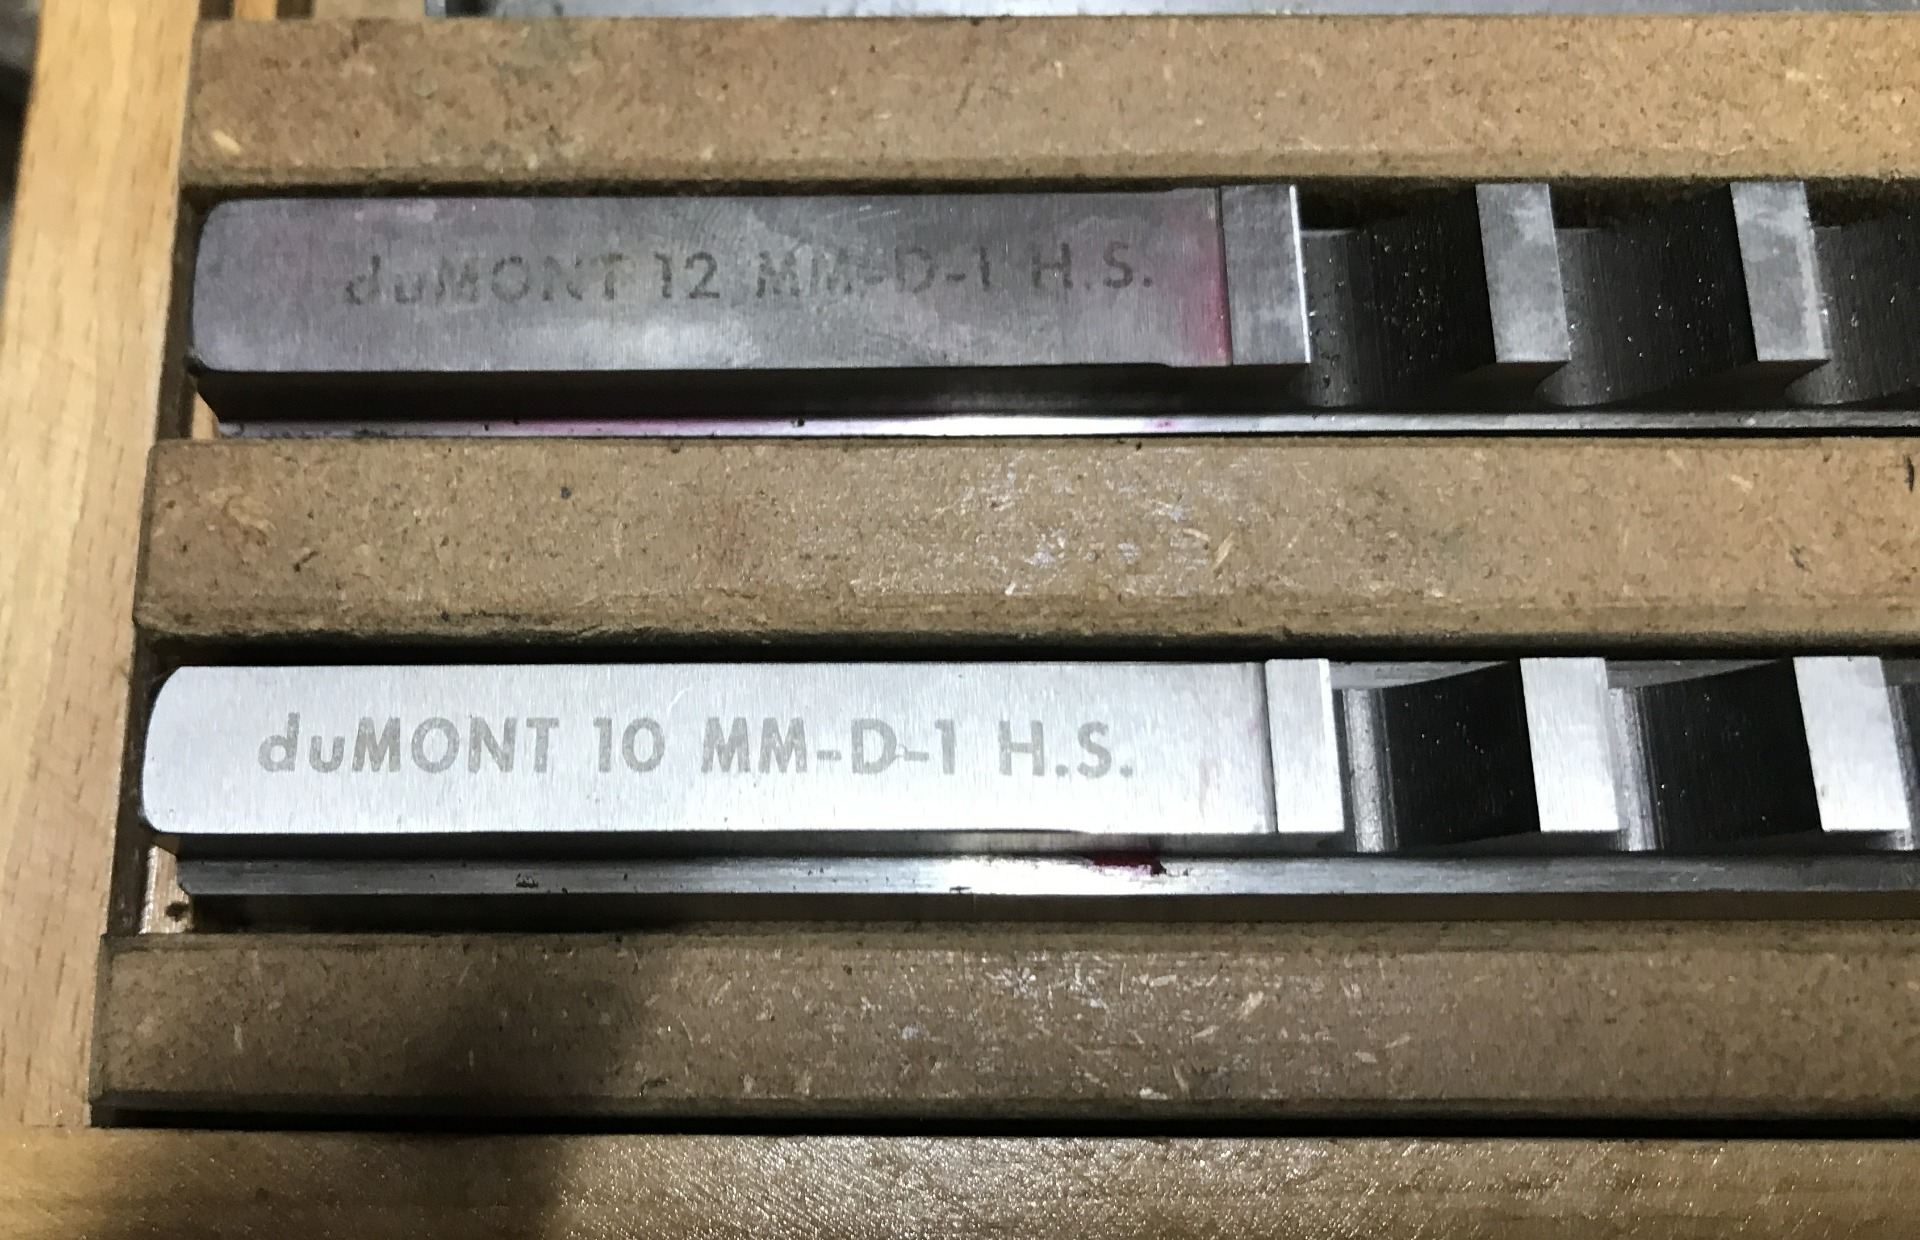 duMONT 12 MM-D-1 H.S.
duMONT 10 MM-D-1 H.S.